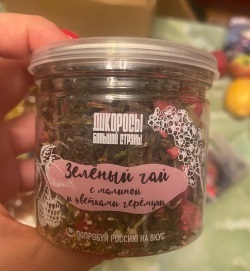 ДИКОРОСЫ
БОЛЬШОЙ СТРАНЫ
Зелёный чай
с малиной
и цветками черёмухи
ПОПРОБУЙ РОССИЮ НА ВКУС